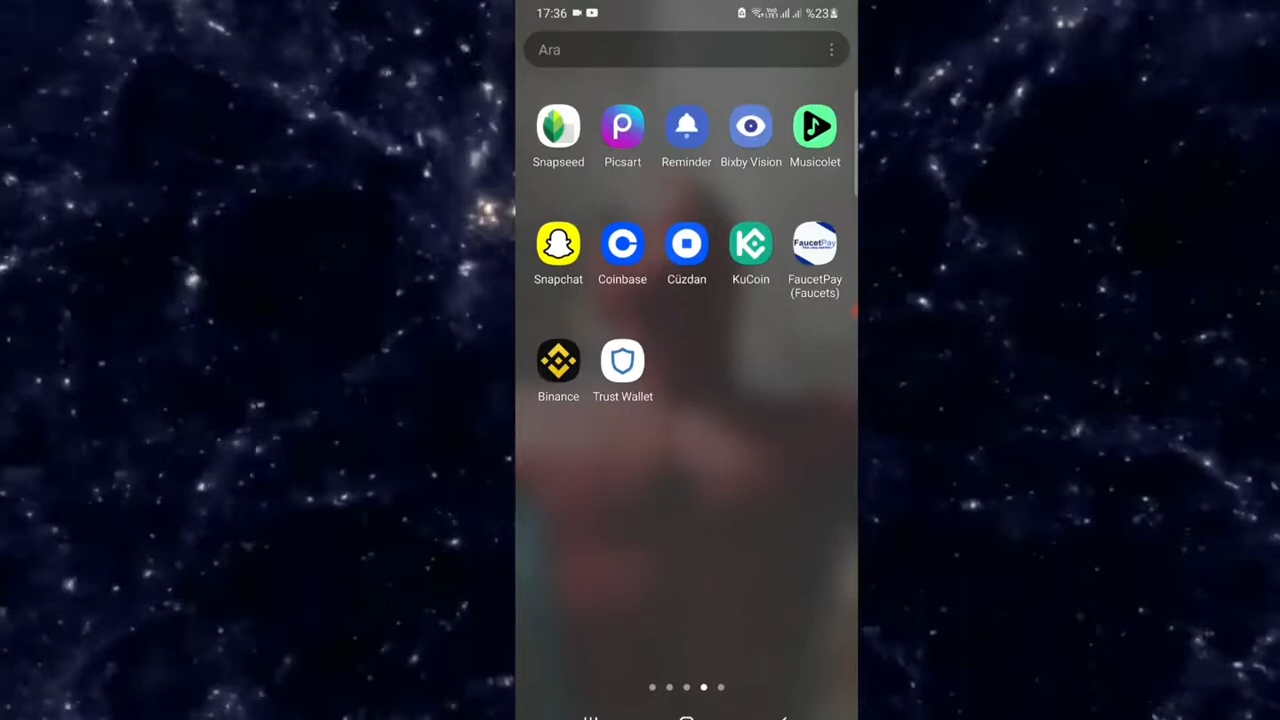 17:36 %23
Ara
Snapseed Picsart Reminder Bixby Vision Musicolet
FaucetPay
Snapchat Coinbase Cüzdan KuCoin FaucetPay
(Faucets)
Binance Trust Wallet